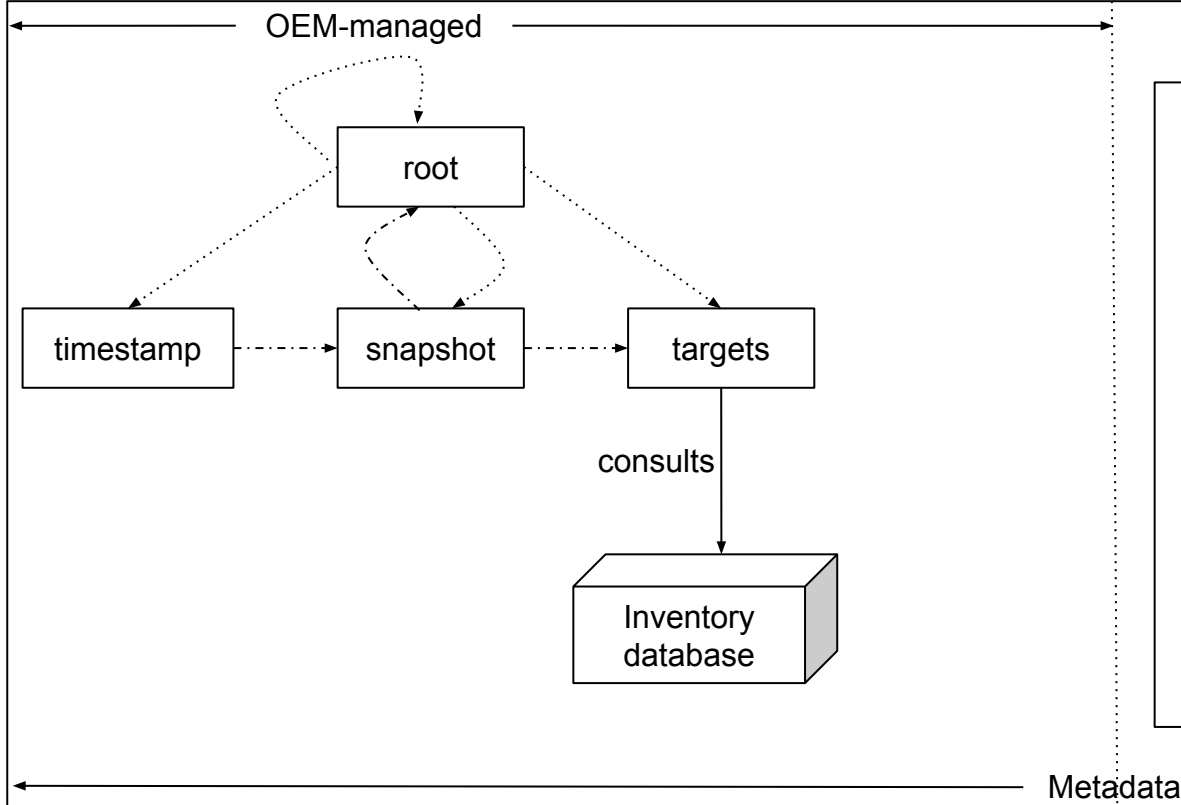 OEM-managed
root
timestamp
snapshot
targets
consults
Inventory
database
Metadata